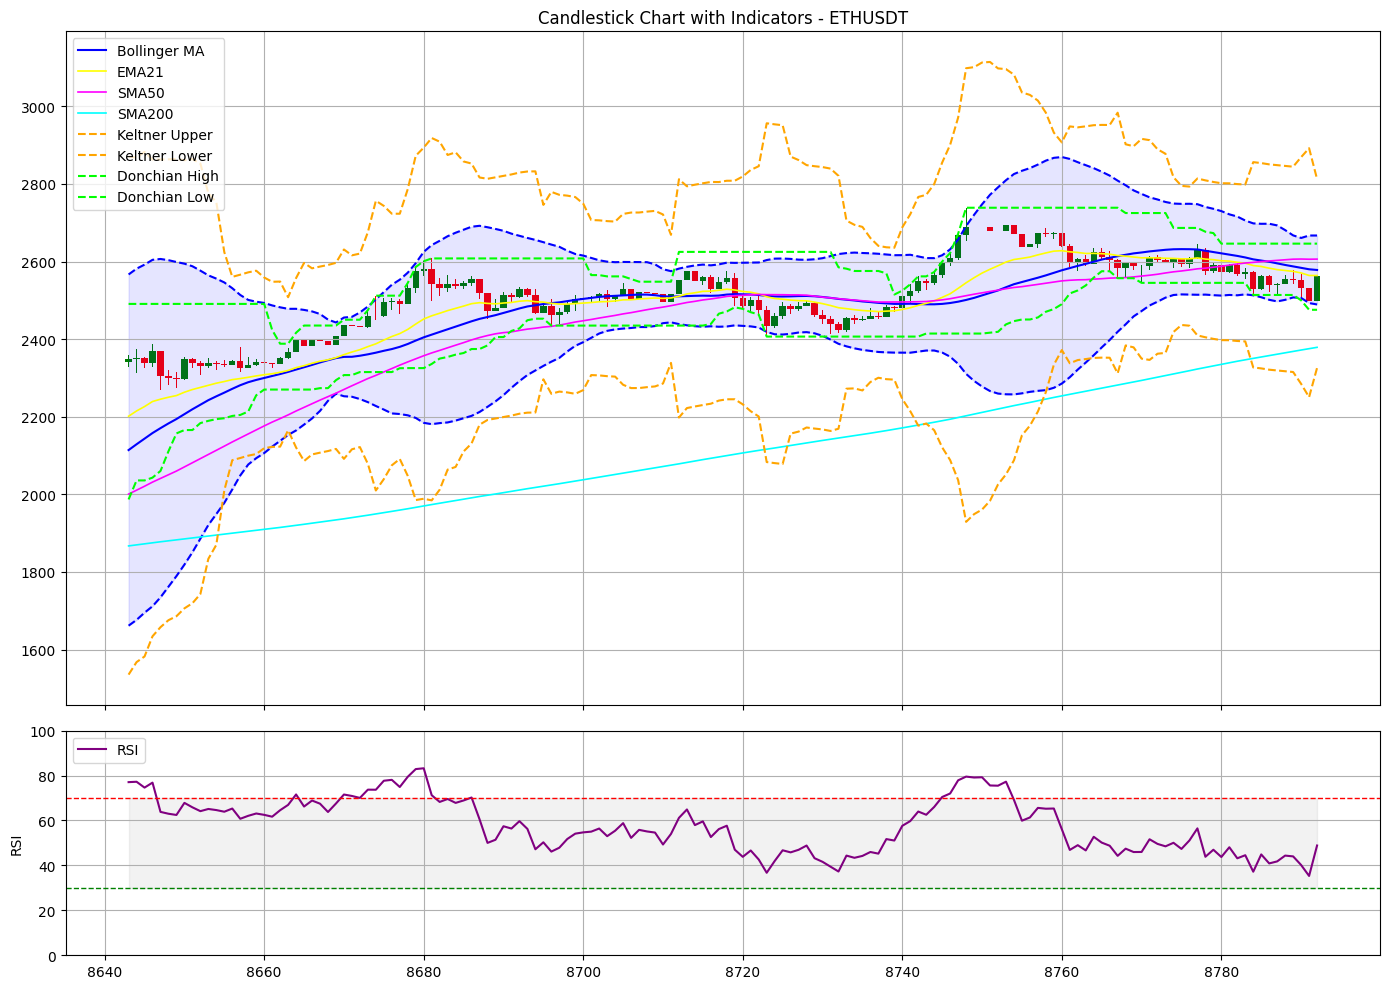 Candlestick Chart with Indicators - ETHUSDT
Bollinger MA
EMA21
SMA50
SMA200
Keltner Upper
Keltner Lower
Donchian High
Donchian Low
3000
2800
2600
2400
2200
2000
1800
1600
RSI
100
80
60
40
20
0
RSI
8640
8660
8680
8700
8720
8740
8760
8780